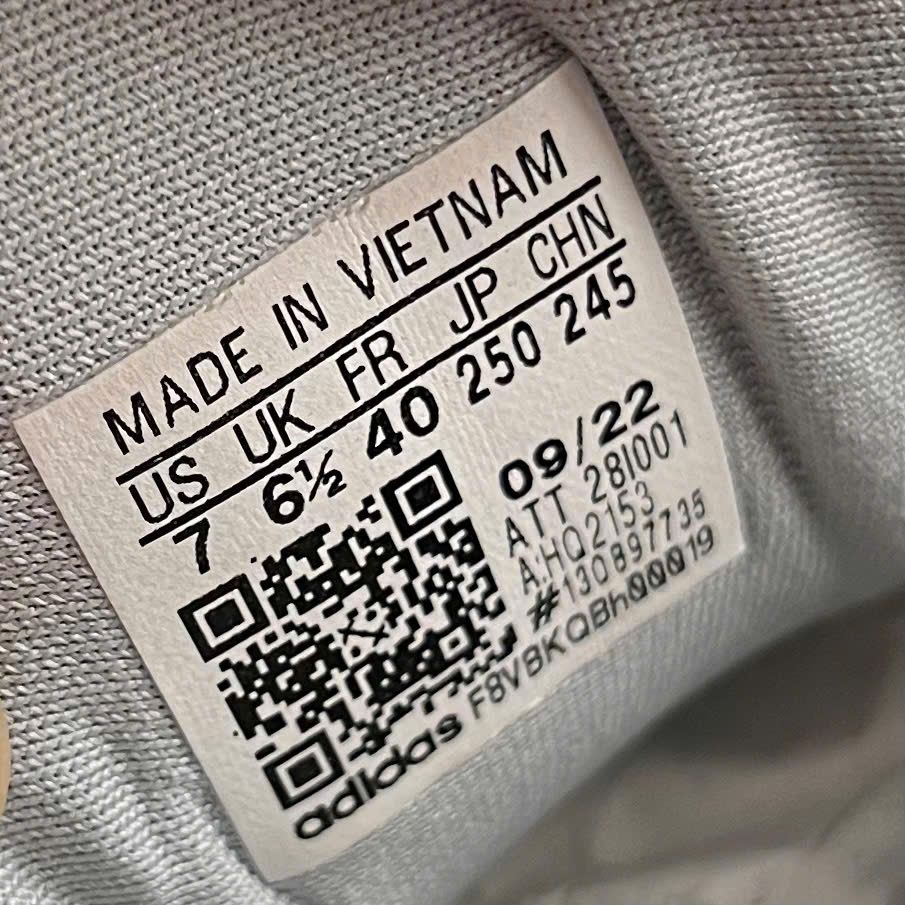 MADE IN VIETNAM
US UK FR JP CHN
7 6½ 40 250 245
09/22
ATT 28I001
A:HQ2153
#130897735
adidas F8VBKQBh00019